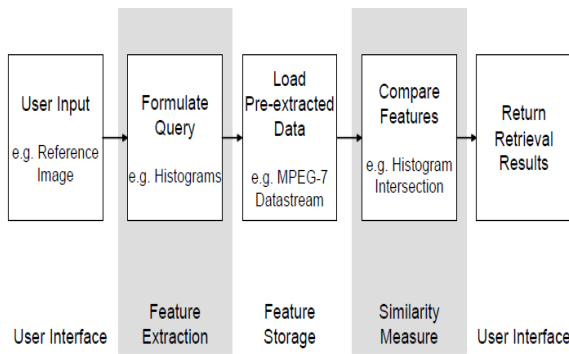 User Input
e.g. Reference
Image
Formulate
Query
e.g. Histograms
Load
Pre-extracted
Data
e.g. MPEG-7
Datastream
Compare
Features
e.g. Histogram
Intersection
Return
Retrieval
Results
User Interface
Feature
Extraction
Feature
Storage
Similarity
Measure
User Interface